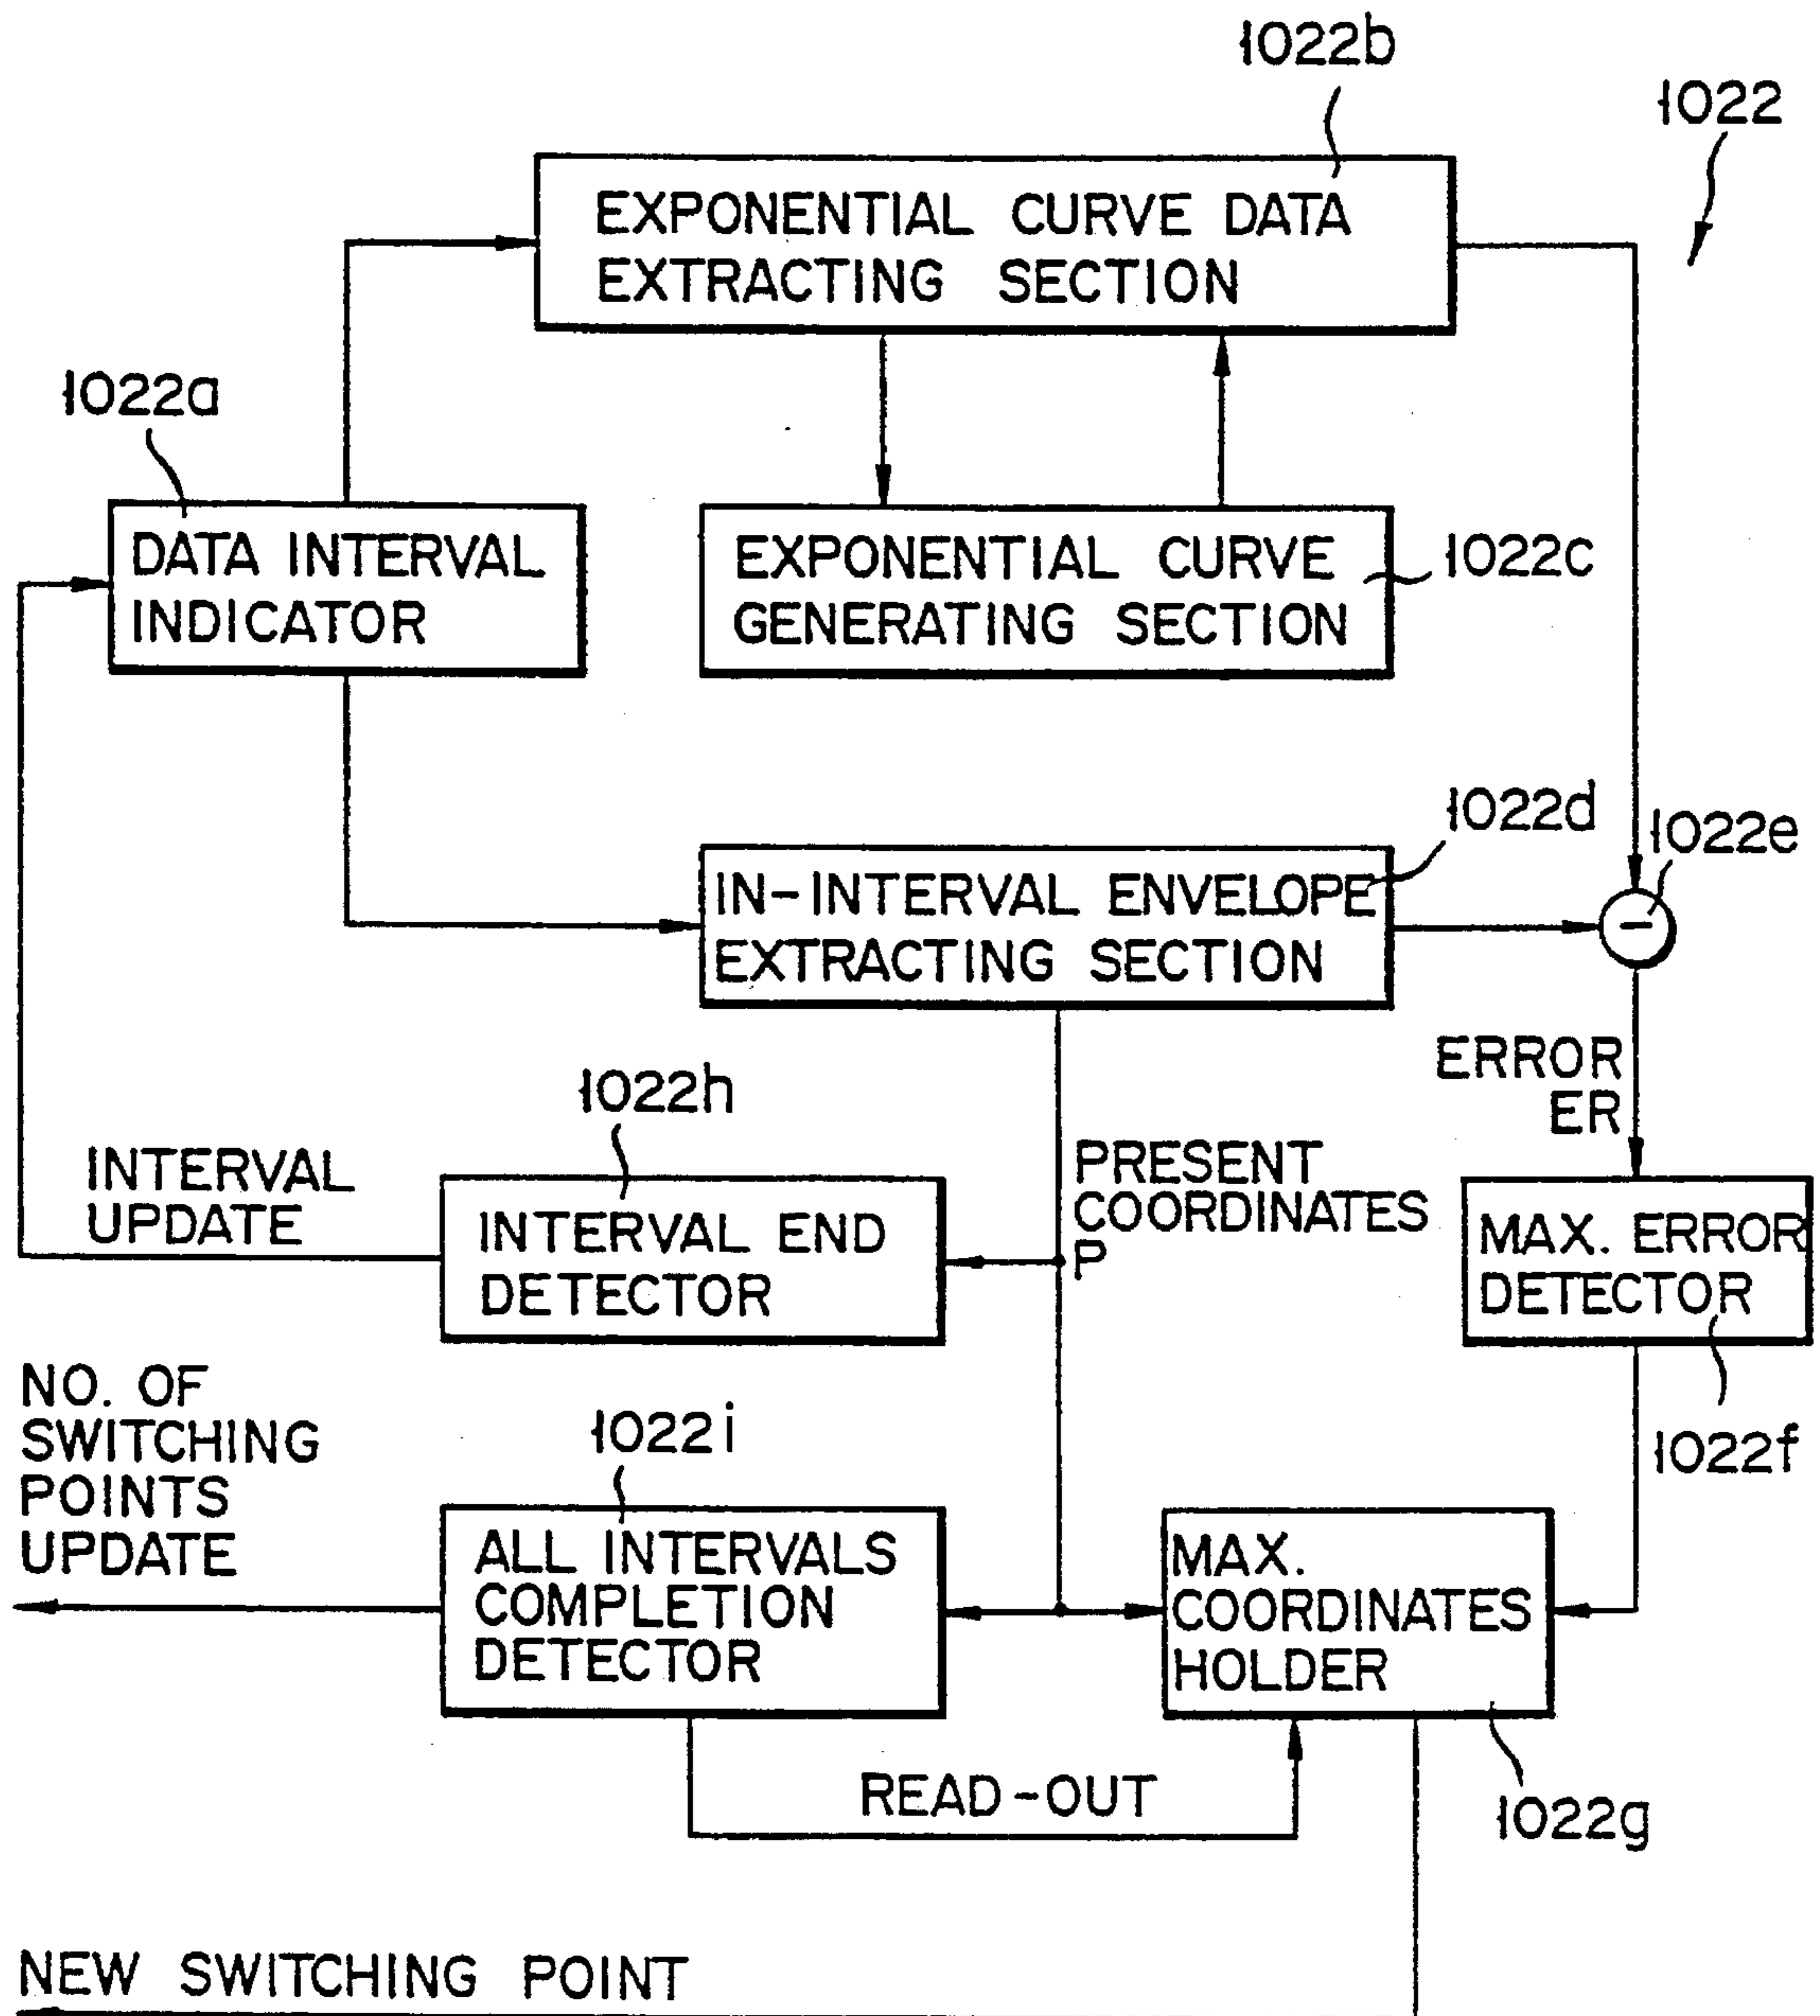 1022b
1022
EXPONENTIAL CURVE DATA
EXTRACTING SECTION
1022a
DATA INTERVAL
INDICATOR
EXPONENTIAL CURVE
GENERATING SECTION
1022c
1022d
1022e
IN-INTERVAL ENVELOPE
EXTRACTING SECTION
−
ERROR
ER
1022h
INTERVAL
UPDATE
INTERVAL END
DETECTOR
PRESENT
COORDINATES
P
MAX. ERROR
DETECTOR
1022f
NO. OF
SWITCHING
POINTS
UPDATE
1022i
ALL INTERVALS
COMPLETION
DETECTOR
MAX.
COORDINATES
HOLDER
READ-OUT
1022g
NEW SWITCHING POINT